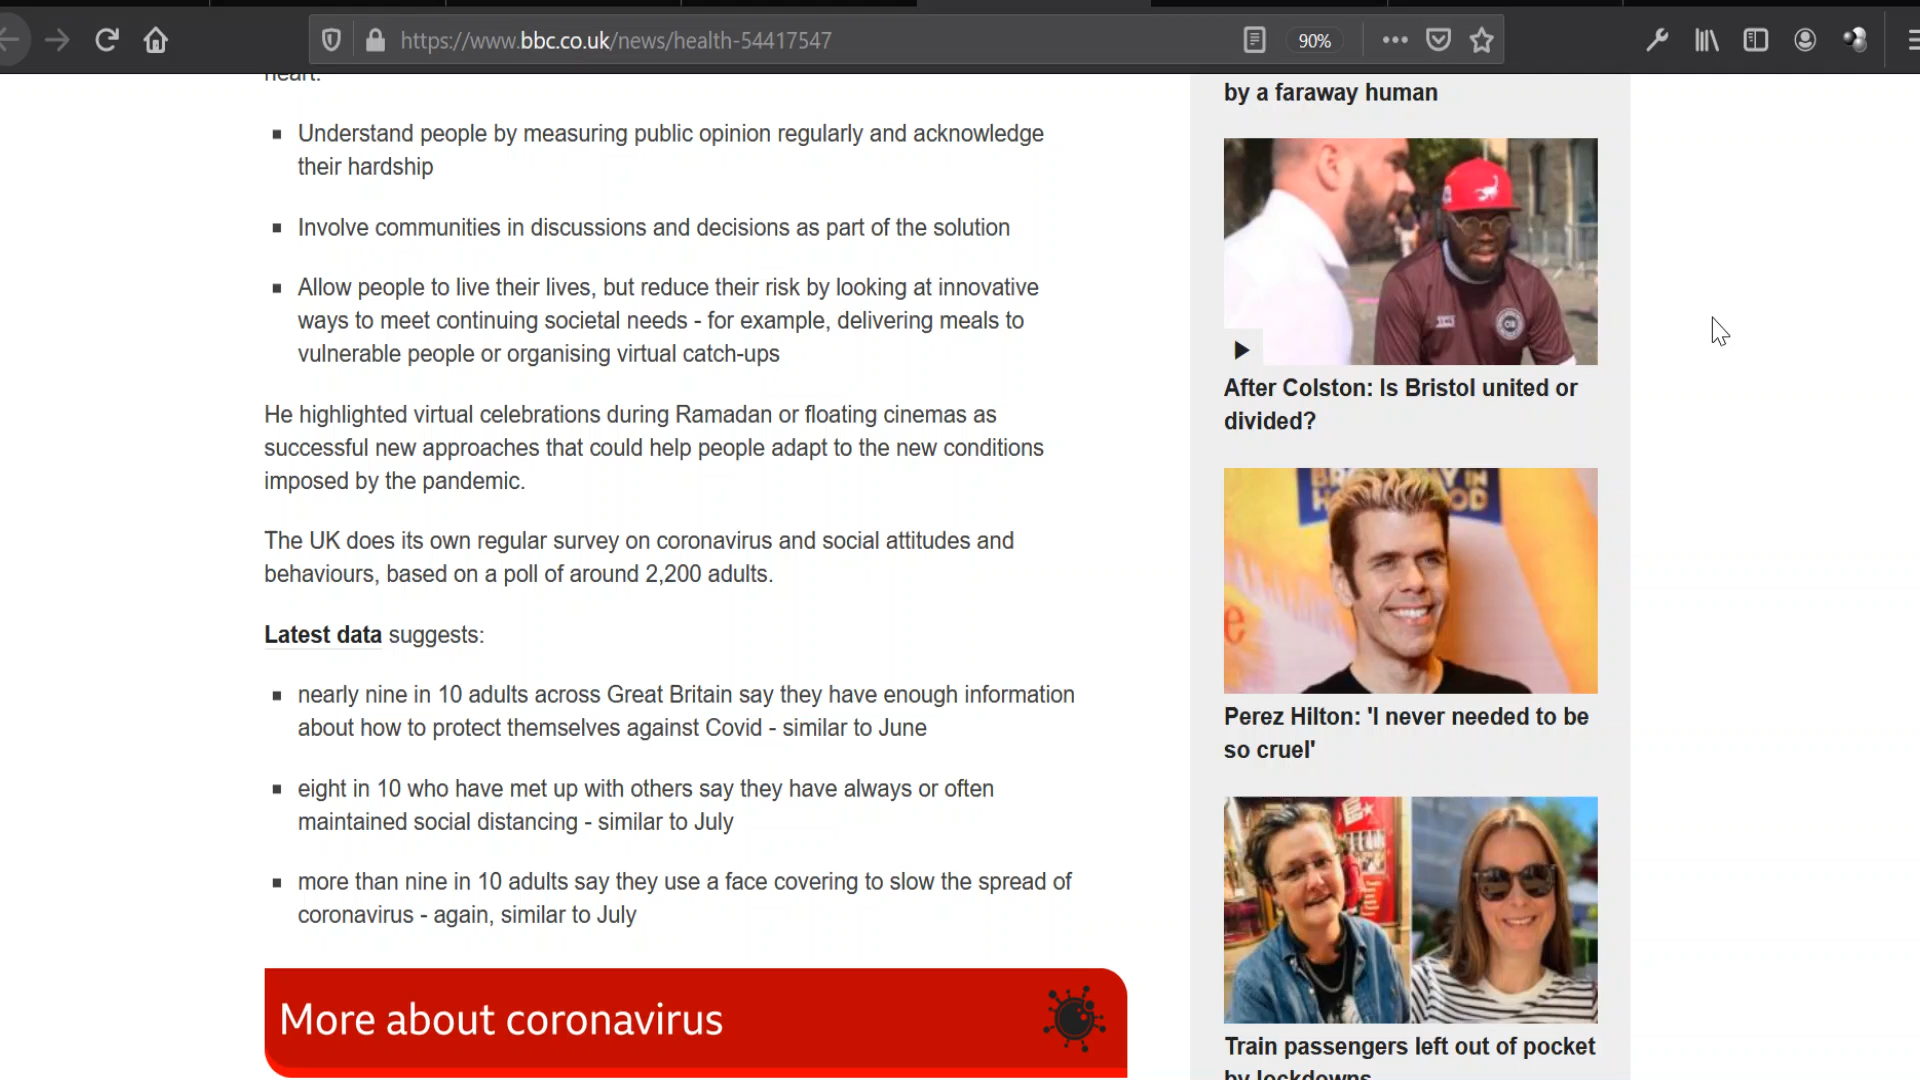 https://www.bbc.co.uk/news/health-54417547
90%
heart.
Understand people by measuring public opinion regularly and acknowledge
their hardship
Involve communities in discussions and decisions as part of the solution
Allow people to live their lives, but reduce their risk by looking at innovative
ways to meet continuing societal needs - for example, delivering meals to
vulnerable people or organising virtual catch-ups
He highlighted virtual celebrations during Ramadan or floating cinemas as
successful new approaches that could help people adapt to the new conditions
imposed by the pandemic.
The UK does its own regular survey on coronavirus and social attitudes and
behaviours, based on a poll of around 2,200 adults.
Latest data suggests:
nearly nine in 10 adults across Great Britain say they have enough information
about how to protect themselves against Covid - similar to June
eight in 10 who have met up with others say they have always or often
maintained social distancing - similar to July
more than nine in 10 adults say they use a face covering to slow the spread of
coronavirus - again, similar to July
More about coronavirus
by a faraway human
After Colston: Is Bristol united or
divided?
Perez Hilton: 'I never needed to be
so cruel'
Train passengers left out of pocket
by lockdowns